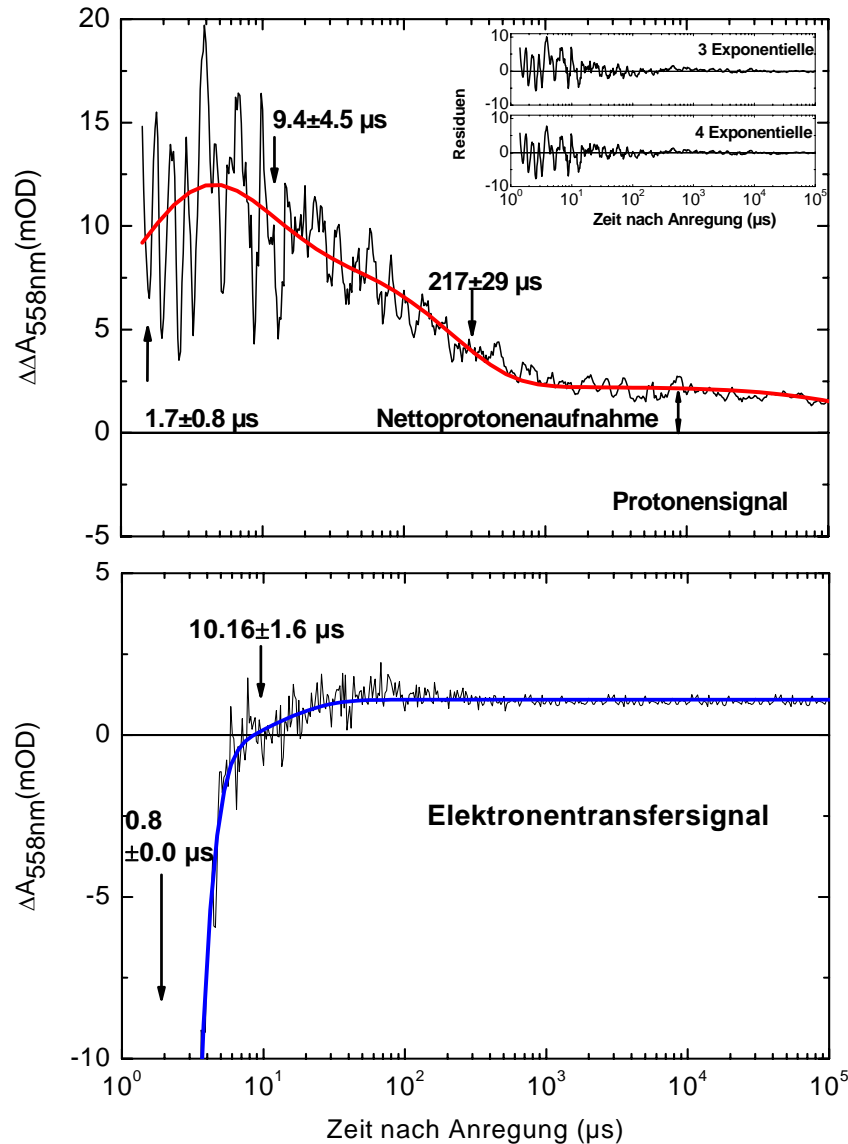 20
15
10
5
0
-5
ΔΔA558nm(mOD)
9.4±4.5 µs
217±29 µs
1.7±0.8 µs
Nettoprotonenaufnahme
Protonensignal
10
0
-10
3 Exponentielle
Residuen
10
0
-10
4 Exponentielle
10^0 10^1 10^2 10^3 10^4 10^5
Zeit nach Anregung (µs)
5
0
-5
-10
ΔA558nm(mOD)
10.16±1.6 µs
0.8
±0.0 µs
Elektronentransfersignal
10^0 10^1 10^2 10^3 10^4 10^5
Zeit nach Anregung (µs)